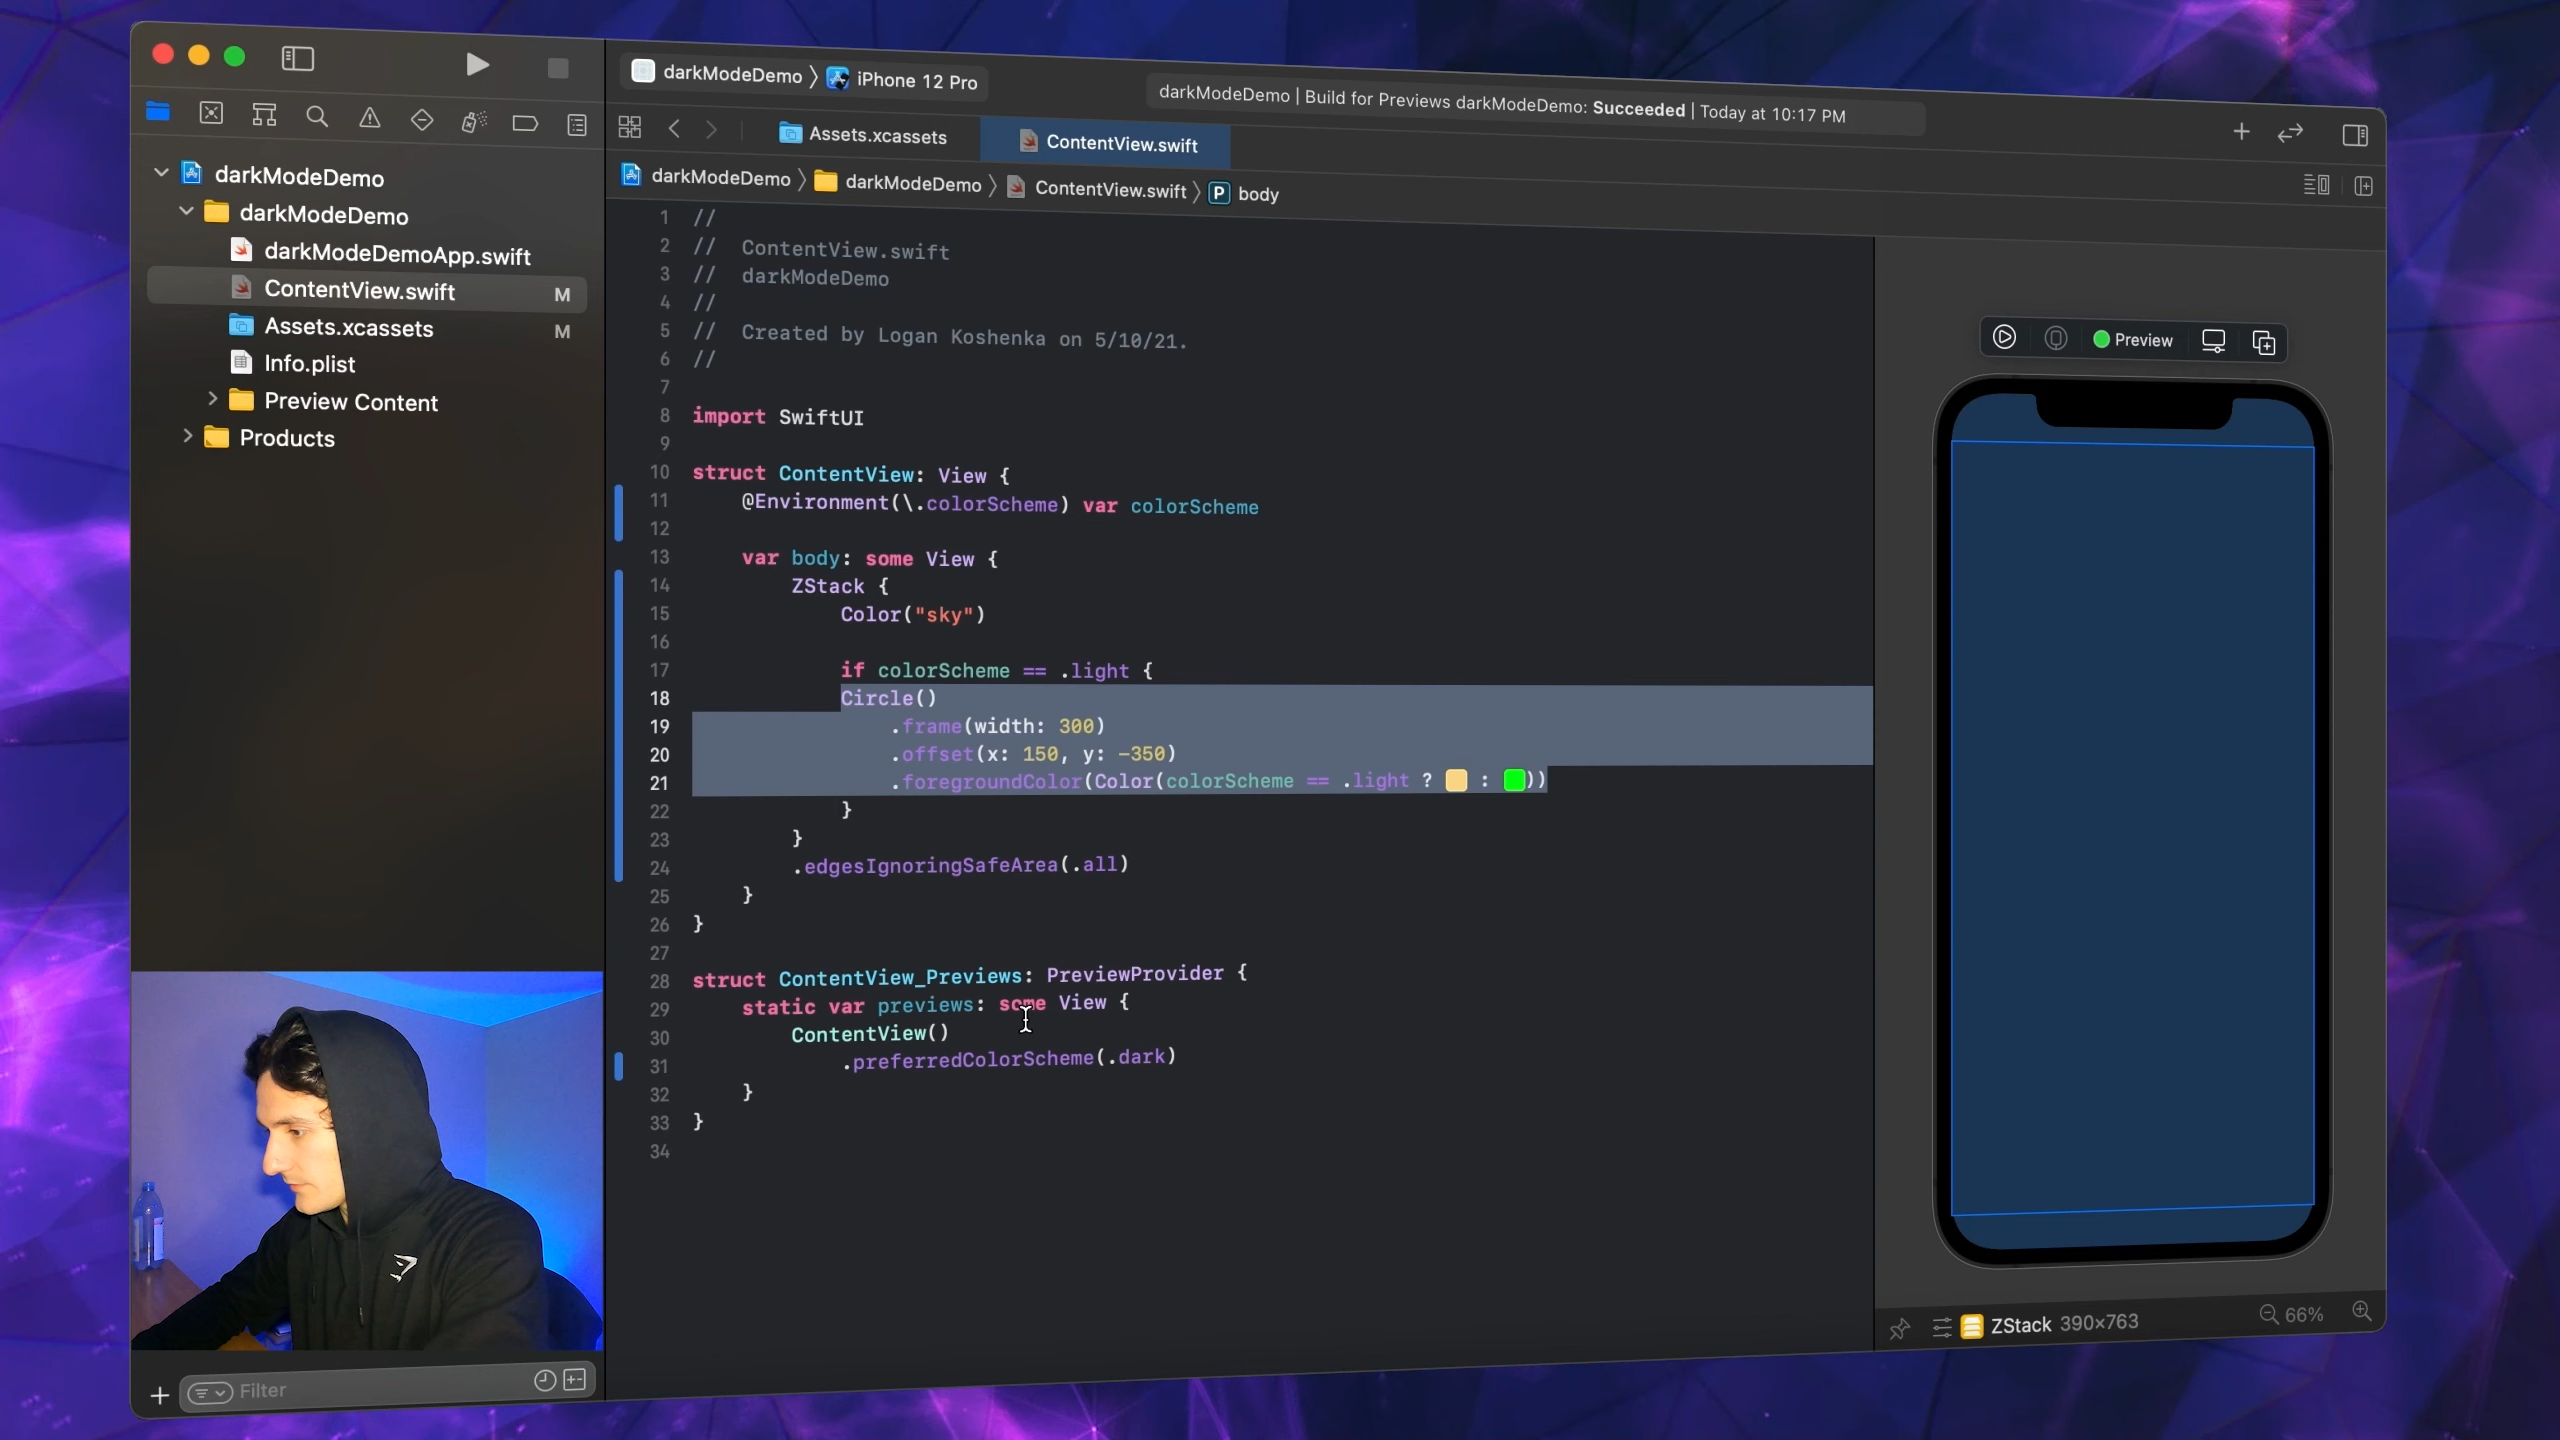 darkModeDemo 〉 iPhone 12 Pro
darkModeDemo | Build for Previews darkModeDemo: Succeeded | Today at 10:17 PM
Assets.xcassets
ContentView.swift
darkModeDemo 〉 darkModeDemo 〉 ContentView.swift 〉 P body
darkModeDemo
darkModeDemo
darkModeDemoApp.swift
ContentView.swift M
Assets.xcassets M
Info.plist
Preview Content
Products
Filter
1 //
2 //  ContentView.swift
3 //  darkModeDemo
4 //
5 //  Created by Logan Koshenka on 5/10/21.
6 //
7
8 import SwiftUI
9
10 struct ContentView: View {
11     @Environment(\.colorScheme) var colorScheme
12
13     var body: some View {
14         ZStack {
15             Color("sky")
16
17             if colorScheme == .light {
18             Circle()
19                 .frame(width: 300)
20                 .offset(x: 150, y: -350)
21                 .foregroundColor(Color(colorScheme == .light ? : ))
22             }
23         }
24         .edgesIgnoringSafeArea(.all)
25     }
26 }
27
28 struct ContentView_Previews: PreviewProvider {
29     static var previews: some View {
30         ContentView()
31             .preferredColorScheme(.dark)
32     }
33 }
34
Preview
ZStack 390×763
66%